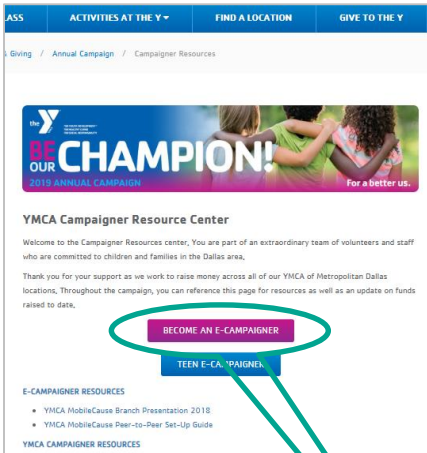 ASS ACTIVITIES AT THE Y FIND A LOCATION GIVE TO THE Y
Giving / Annual Campaign / Campaigner Resources
the
BE
OUR CHAMPION!
2019 ANNUAL CAMPAIGN For a better us.
YMCA Campaigner Resource Center
Welcome to the Campaigner Resources center, You are part of an extraordinary team of volunteers and staff
who are committed to children and families in the Dallas area,
Thank you for your support as we work to raise money across all of our YMCA of Metropolitan Dallas
locations, Throughout the campaign, you can reference this page for resources as well as an update on funds
raised to date,
BECOME AN E-CAMPAIGNER
TEEN E-CAMPAIGNER
E-CAMPAIGNER RESOURCES
• YMCA MobileCause Branch Presentation 2018
• YMCA MobileCause Peer-to-Peer Set-Up Guide
YMCA CAMPAIGNER RESOURCES